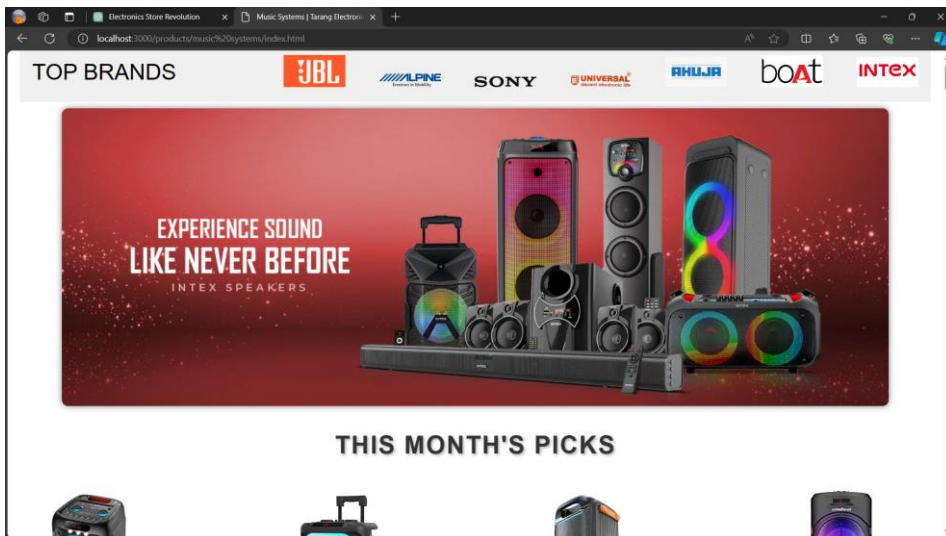 Electronics Store Revolution
Music Systems | Tarang Electroni
localhost:3000/products/music%20systems/index.html
TOP BRANDS
JBL
ALPINE
SONY
UNIVERSAL
AHUJA
boAt
INTEX
EXPERIENCE SOUND
LIKE NEVER BEFORE
INTEX SPEAKERS
THIS MONTH'S PICKS